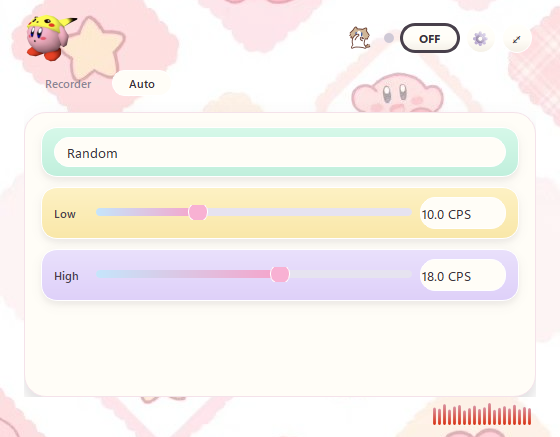 OFF
Recorder
Auto
Random
Low
10.0 CPS
High
18.0 CPS